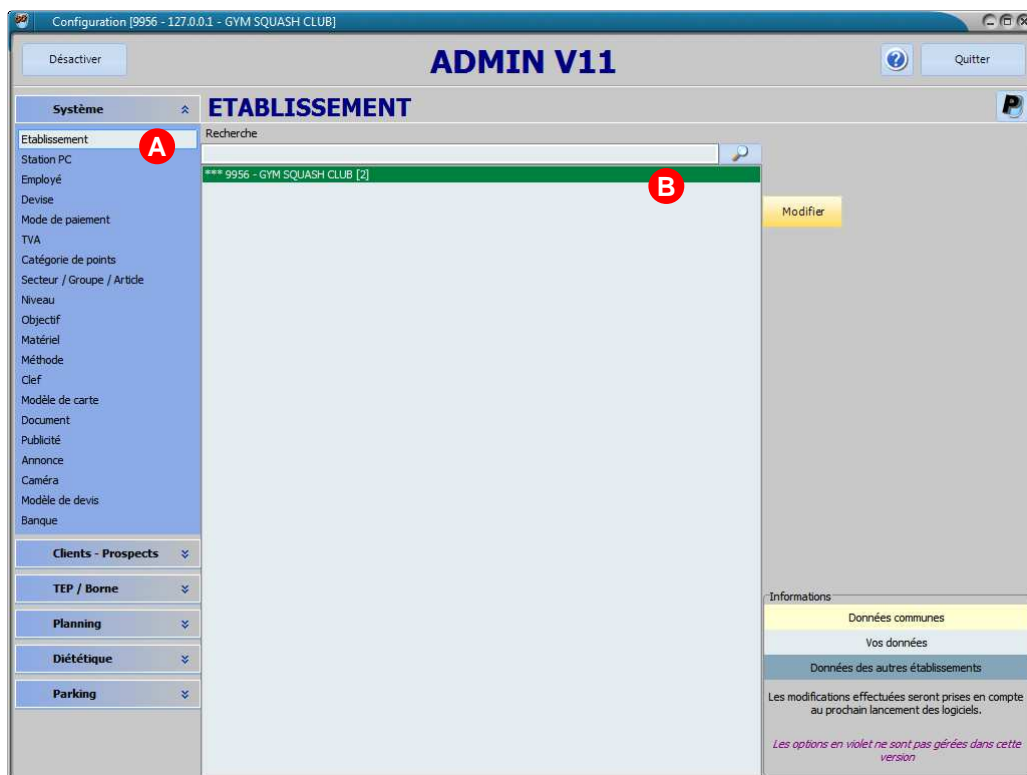 Configuration [9956 - 127.0.0.1 - GYM SQUASH CLUB]
Désactiver
ADMIN V11
Quitter
Système
ETABLISSEMENT
Etablissement
A
Recherche
Station PC
Employé
*** 9956 - GYM SQUASH CLUB [2]
B
Devise
Mode de paiement
Modifier
TVA
Catégorie de points
Secteur / Groupe / Article
Niveau
Objectif
Matériel
Méthode
Clef
Modèle de carte
Document
Publicité
Annonce
Caméra
Modèle de devis
Banque
Clients - Prospects
TEP / Borne
Planning
Diététique
Parking
Informations
Données communes
Vos données
Données des autres établissements
Les modifications effectuées seront prises en compte
au prochain lancement des logiciels.
Les options en violet ne sont pas gérées dans cette
version